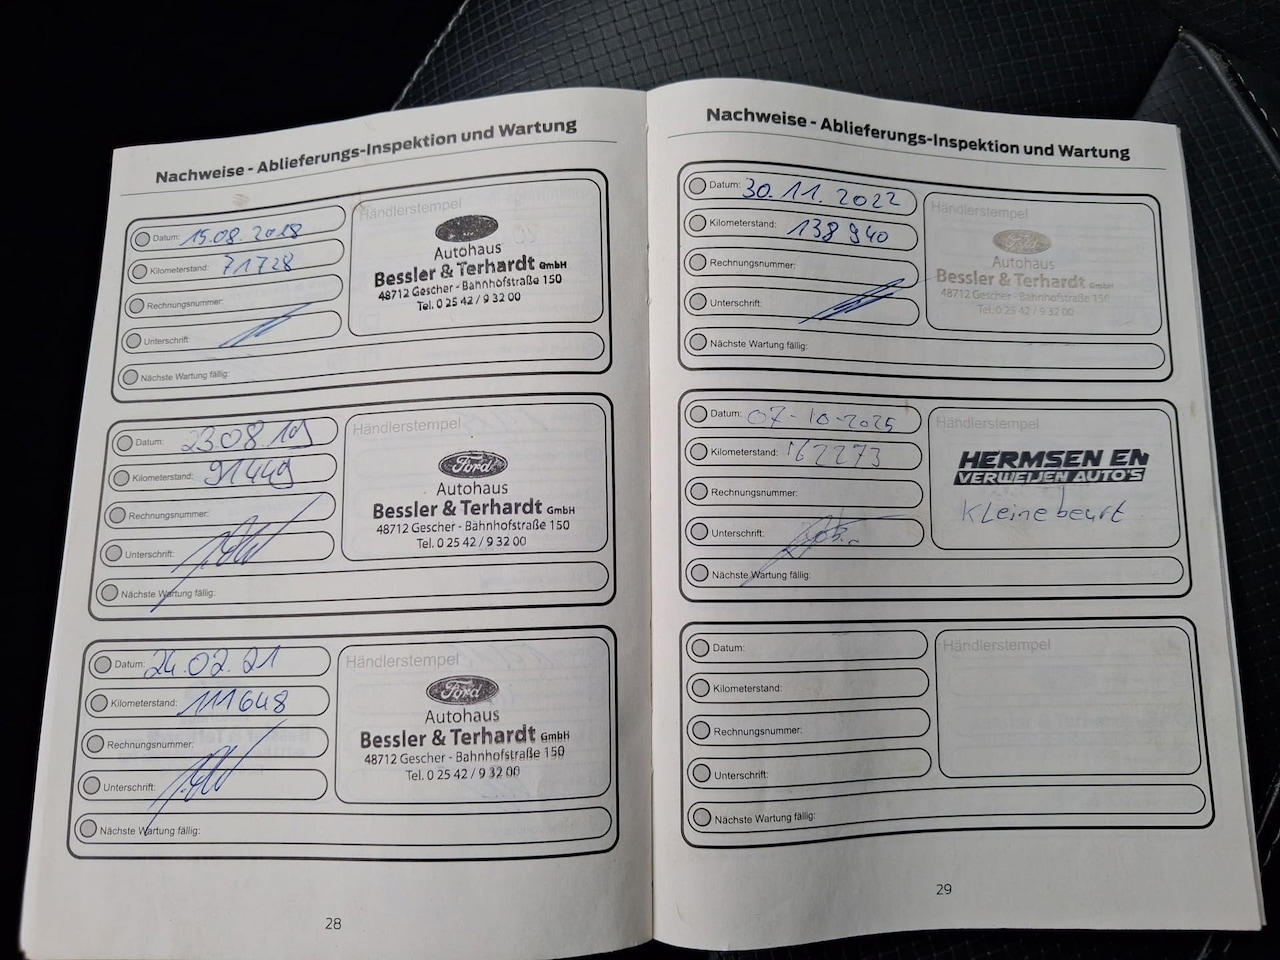 Nachweise - Ablieferungs-Inspektion und Wartung
Datum: 15.08.2018
Kilometerstand: 71728
Rechnungsnummer:
Unterschrift:
Nächste Wartung fällig:
Händlerstempel
Autohaus
Bessler & Terhardt GmbH
48712 Gescher - Bahnhofstraße 150
Tel. 0 25 42 / 9 32 00
Datum: 23.08.19
Kilometerstand: 91449
Rechnungsnummer:
Unterschrift:
Nächste Wartung fällig:
Händlerstempel
Ford
Autohaus
Bessler & Terhardt GmbH
48712 Gescher - Bahnhofstraße 150
Tel. 0 25 42 / 9 32 00
Datum: 24.02.21
Kilometerstand: 111648
Rechnungsnummer:
Unterschrift:
Nächste Wartung fällig:
Händlerstempel
Ford
Autohaus
Bessler & Terhardt GmbH
48712 Gescher - Bahnhofstraße 150
Tel. 0 25 42 / 9 32 00
28
Nachweise - Ablieferungs-Inspektion und Wartung
Datum: 30.11.2022
Kilometerstand: 138940
Rechnungsnummer:
Unterschrift:
Nächste Wartung fällig:
Händlerstempel
Ford
Autohaus
Bessler & Terhardt GmbH
48712 Gescher - Bahnhofstraße 150
Tel. 0 25 42 / 9 32 00
Datum: 07-10-2025
Kilometerstand: 162273
Rechnungsnummer:
Unterschrift:
Nächste Wartung fällig:
Händlerstempel
HERMSEN EN
VERWEIJEN AUTO'S
Kleine beurt
Datum:
Kilometerstand:
Rechnungsnummer:
Unterschrift:
Nächste Wartung fällig:
Händlerstempel
29